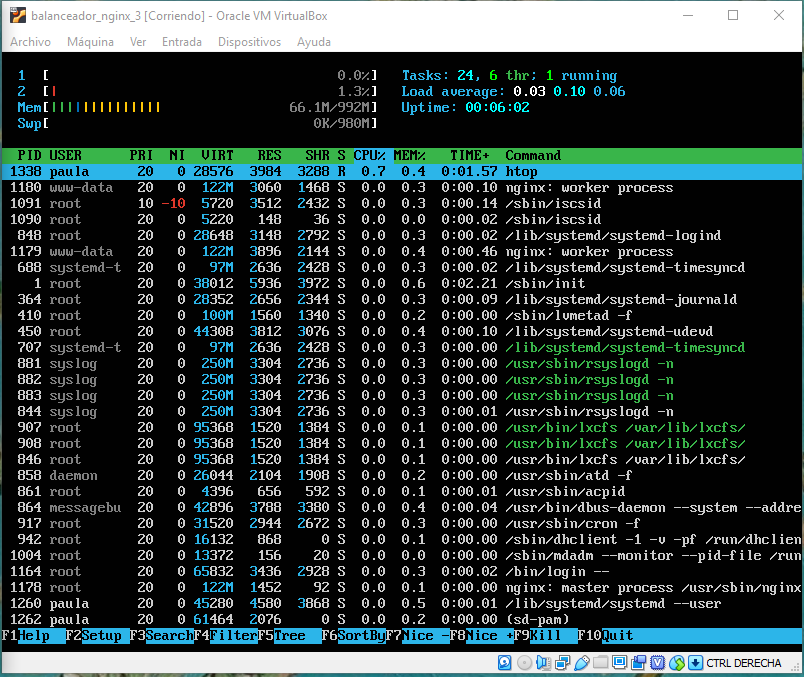 balanceador_nginx_3 [Corriendo] - Oracle VM VirtualBox
Archivo Máquina Ver Entrada Dispositivos Ayuda
1 [ 0.0%] Tasks: 24, 6 thr; 1 running
2 [| 1.3%] Load average: 0.03 0.10 0.06
Mem[|||||||||||||| 66.1M/992M] Uptime: 00:06:02
Swp[ 0K/980M]
PID USER PRI NI VIRT RES SHR S CPU% MEM% TIME+ Command
1338 paula 20 0 28576 3984 3288 R 0.7 0.4 0:01.57 htop
1180 www-data 20 0 122M 3060 1468 S 0.0 0.3 0:00.10 nginx: worker process
1091 root 10 -10 5720 3512 2432 S 0.0 0.3 0:00.14 /sbin/iscsid
1090 root 20 0 5220 148 36 S 0.0 0.0 0:00.02 /sbin/iscsid
848 root 20 0 28648 3148 2792 S 0.0 0.3 0:00.02 /lib/systemd/systemd-logind
1179 www-data 20 0 122M 3896 2144 S 0.0 0.4 0:00.46 nginx: worker process
688 systemd-t 20 0 97M 2636 2428 S 0.0 0.3 0:00.02 /lib/systemd/systemd-timesyncd
1 root 20 0 38012 5936 3972 S 0.0 0.6 0:02.21 /sbin/init
364 root 20 0 28352 2656 2344 S 0.0 0.3 0:00.09 /lib/systemd/systemd-journald
410 root 20 0 100M 1560 1340 S 0.0 0.2 0:00.00 /sbin/lvmetad -f
450 root 20 0 44308 3812 3076 S 0.0 0.4 0:00.10 /lib/systemd/systemd-udevd
707 systemd-t 20 0 97M 2636 2428 S 0.0 0.3 0:00.00 /lib/systemd/systemd-timesyncd
881 syslog 20 0 250M 3304 2736 S 0.0 0.3 0:00.00 /usr/sbin/rsyslogd -n
882 syslog 20 0 250M 3304 2736 S 0.0 0.3 0:00.00 /usr/sbin/rsyslogd -n
883 syslog 20 0 250M 3304 2736 S 0.0 0.3 0:00.00 /usr/sbin/rsyslogd -n
844 syslog 20 0 250M 3304 2736 S 0.0 0.3 0:00.01 /usr/sbin/rsyslogd -n
907 root 20 0 95368 1520 1384 S 0.0 0.1 0:00.00 /usr/bin/lxcfs /var/lib/lxcfs/
908 root 20 0 95368 1520 1384 S 0.0 0.1 0:00.00 /usr/bin/lxcfs /var/lib/lxcfs/
846 root 20 0 95368 1520 1384 S 0.0 0.1 0:00.00 /usr/bin/lxcfs /var/lib/lxcfs/
858 daemon 20 0 26044 2104 1908 S 0.0 0.2 0:00.00 /usr/sbin/atd -f
861 root 20 0 4396 656 592 S 0.0 0.1 0:00.00 /usr/sbin/acpid
864 messagebu 20 0 42896 3788 3380 S 0.0 0.4 0:00.04 /usr/bin/dbus-daemon --system --addre
917 root 20 0 31520 2944 2672 S 0.0 0.3 0:00.00 /usr/sbin/cron -f
942 root 20 0 16132 868 0 S 0.0 0.1 0:00.00 /sbin/dhclient -1 -v -pf /run/dhclien
1004 root 20 0 13372 156 20 S 0.0 0.0 0:00.00 /sbin/mdadm --monitor --pid-file /run
1164 root 20 0 65832 3436 2928 S 0.0 0.3 0:00.02 /bin/login --
1178 root 20 0 122M 1452 92 S 0.0 0.1 0:00.00 nginx: master process /usr/sbin/nginx
1260 paula 20 0 45280 4580 3868 S 0.0 0.5 0:00.01 /lib/systemd/systemd --user
1262 paula 20 0 61464 2076 0 S 0.0 0.2 0:00.00 (sd-pam)
F1Help F2Setup F3SearchF4FilterF5Tree F6SortByF7Nice -F8Nice +F9Kill F10Quit
CTRL DERECHA